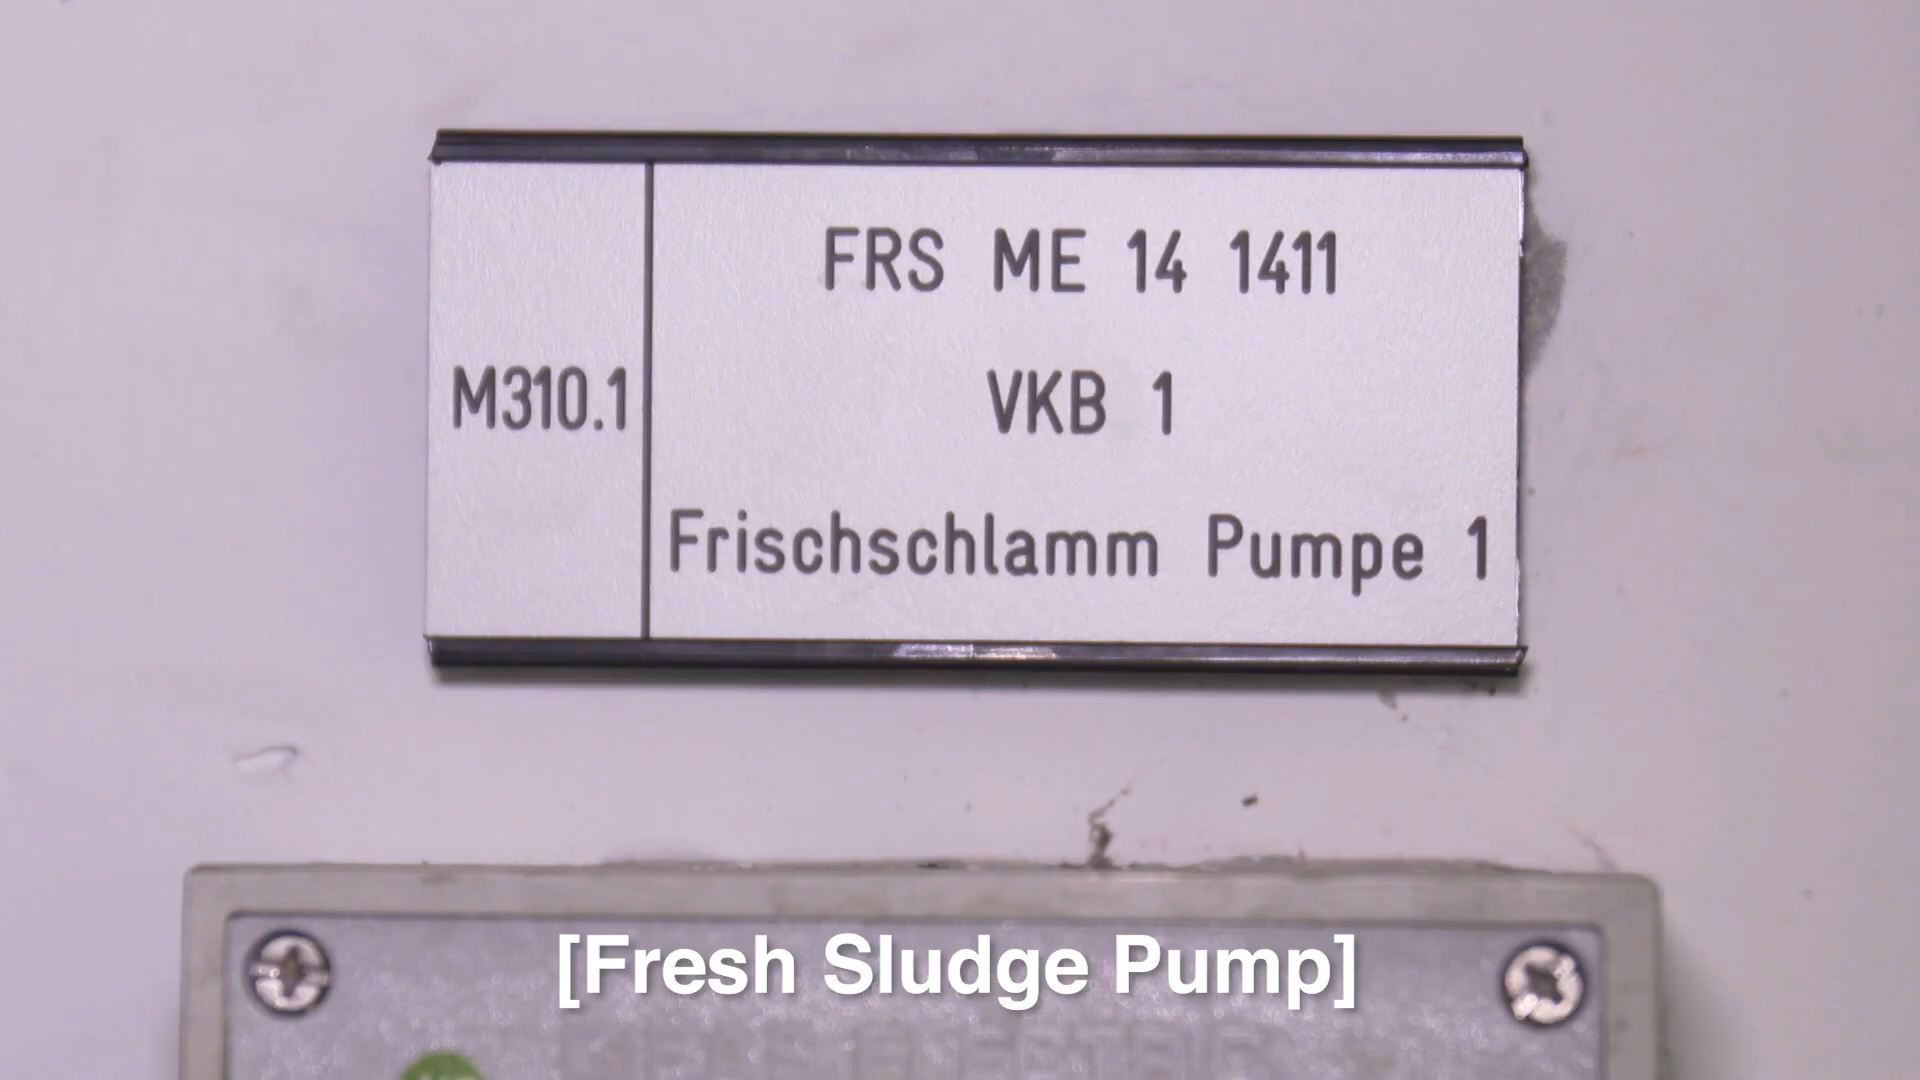 FRS ME 14 1411
M310.1
VKB 1
Frischschlamm Pumpe 1
[Fresh Sludge Pump]